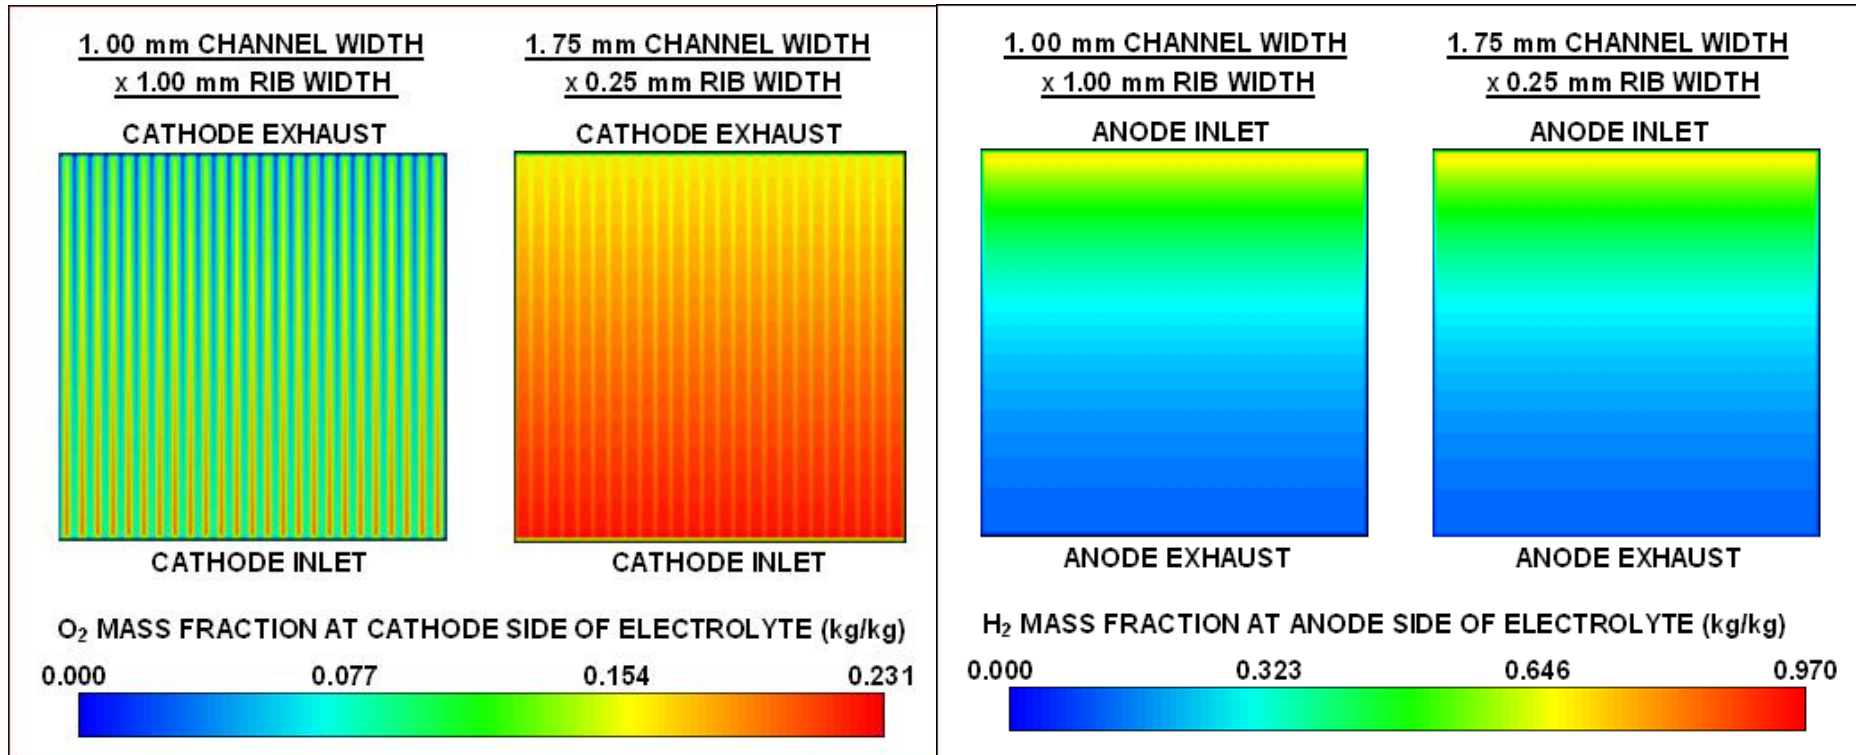 1.00 mm CHANNEL WIDTH
x 1.00 mm RIB WIDTH
CATHODE EXHAUST
CATHODE INLET
1.75 mm CHANNEL WIDTH
x 0.25 mm RIB WIDTH
CATHODE EXHAUST
CATHODE INLET
O₂ MASS FRACTION AT CATHODE SIDE OF ELECTROLYTE (kg/kg)
0.000 0.077 0.154 0.231
1.00 mm CHANNEL WIDTH
x 1.00 mm RIB WIDTH
ANODE INLET
ANODE EXHAUST
1.75 mm CHANNEL WIDTH
x 0.25 mm RIB WIDTH
ANODE INLET
ANODE EXHAUST
H₂ MASS FRACTION AT ANODE SIDE OF ELECTROLYTE (kg/kg)
0.000 0.323 0.646 0.970